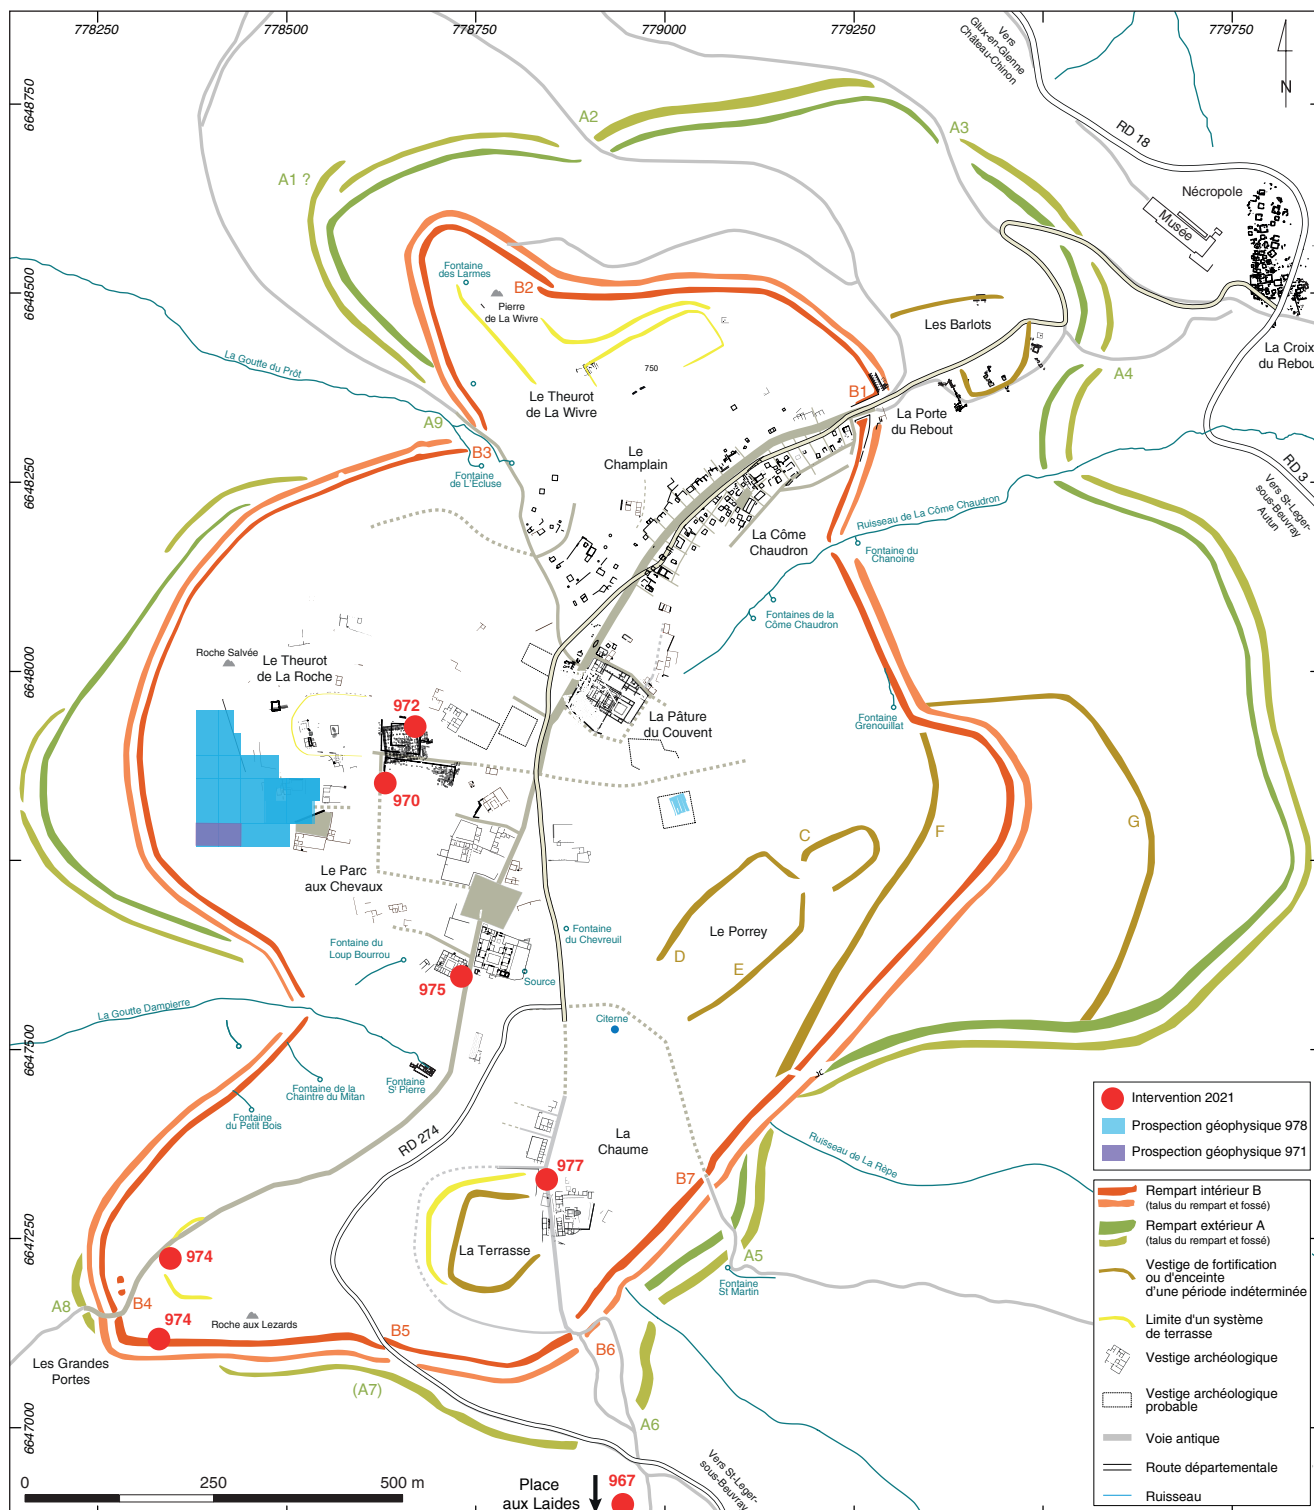 778250
778500
778750
779000
779250
779750
6648750
6648500
6648250
6648000
6647500
6647250
6647000
N
Vers
Glux-en-Glenne
Château-Chinon
RD 18
Nécropole
Musée
La Croix
du Rebout
RD 3
Vers St-Leger-
sous-Beuvray
Autun
A2
A3
A1 ?
A4
A9
B2
B1
B3
Fontaine
des Larmes
Pierre
de La Wivre
750
Le Theurot
de La Wivre
Les Barlots
La Porte
du Rebout
La Goutte du Prôt
Fontaine
de L'Ecluse
Le
Champlain
La Côme
Chaudron
Ruisseau de La Côme Chaudron
Fontaine du
Chanoine
Fontaines de la
Côme Chaudron
Roche Salvée
Le Theurot
de La Roche
972
970
La Pâture
du Couvent
Fontaine
Grenouillat
C
F
G
Le Parc
aux Chevaux
Le Porrey
D
E
Fontaine du
Loup Bourrou
Fontaine
du Chevreuil
975
Source
La Goutte Dampierre
Citerne
Fontaine de la
Chaintre du Mitan
Fontaine
St Pierre
Fontaine
du Petit Bois
RD 274
La
Chaume
977
Ruisseau de La Rèpe
B7
La Terrasse
A5
Fontaine
St Martin
974
A8
B4
974
Roche aux Lezards
B5
B6
Les Grandes
Portes
(A7)
A6
0
250
500 m
Place
aux Laides
967
Vers St-Leger-
sous-Beuvray
Intervention 2021
Prospection géophysique 978
Prospection géophysique 971
Rempart intérieur B
(talus du rempart et fossé)
Rempart extérieur A
(talus du rempart et fossé)
Vestige de fortification
ou d'enceinte
d'une période indéterminée
Limite d'un système
de terrasse
Vestige archéologique
Vestige archéologique
probable
Voie antique
Route départementale
Ruisseau